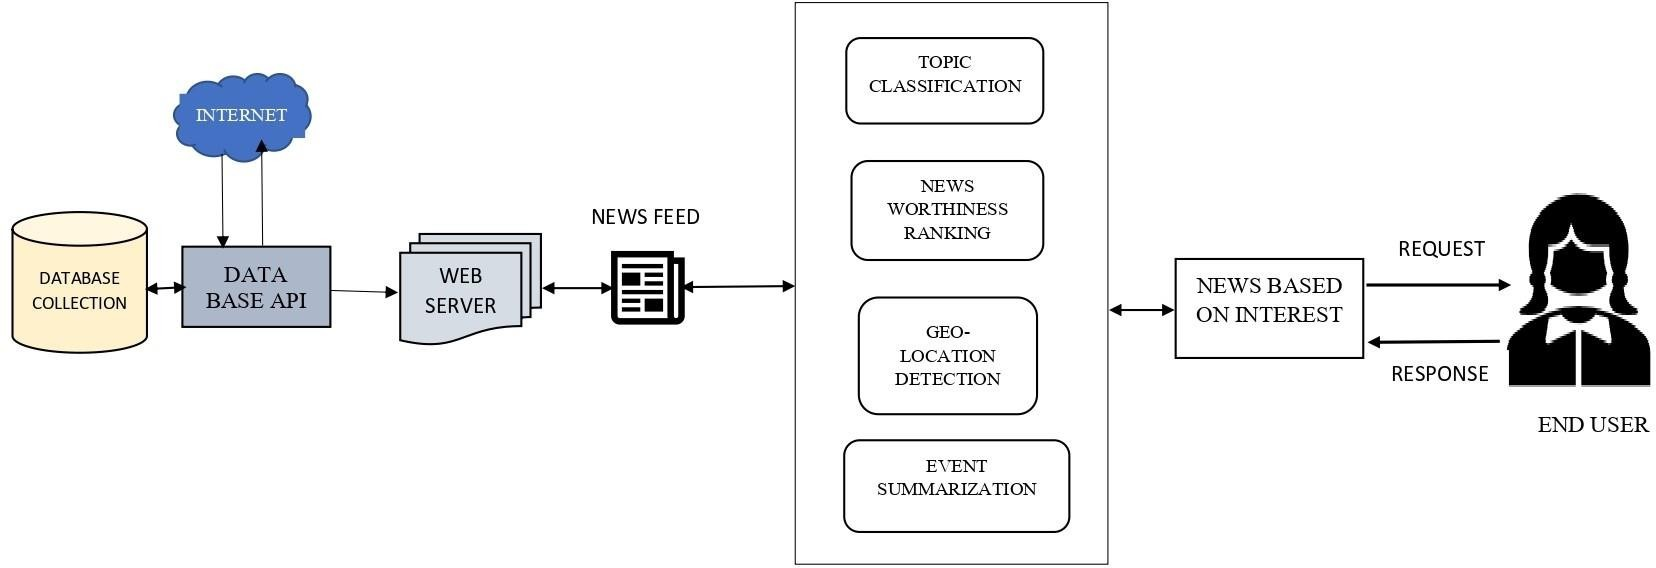 INTERNET
DATABASE
COLLECTION
DATA
BASE API
WEB
SERVER
NEWS FEED
TOPIC
CLASSIFICATION
NEWS
WORTHINESS
RANKING
GEO-
LOCATION
DETECTION
EVENT
SUMMARIZATION
NEWS BASED
ON INTEREST
REQUEST
RESPONSE
END USER